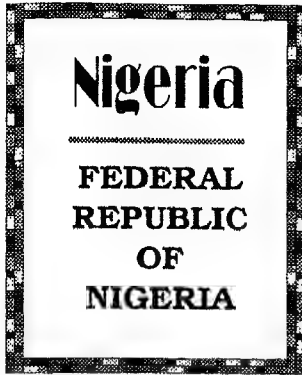 Nigeria
FEDERAL
REPUBLIC
OF
NIGERIA